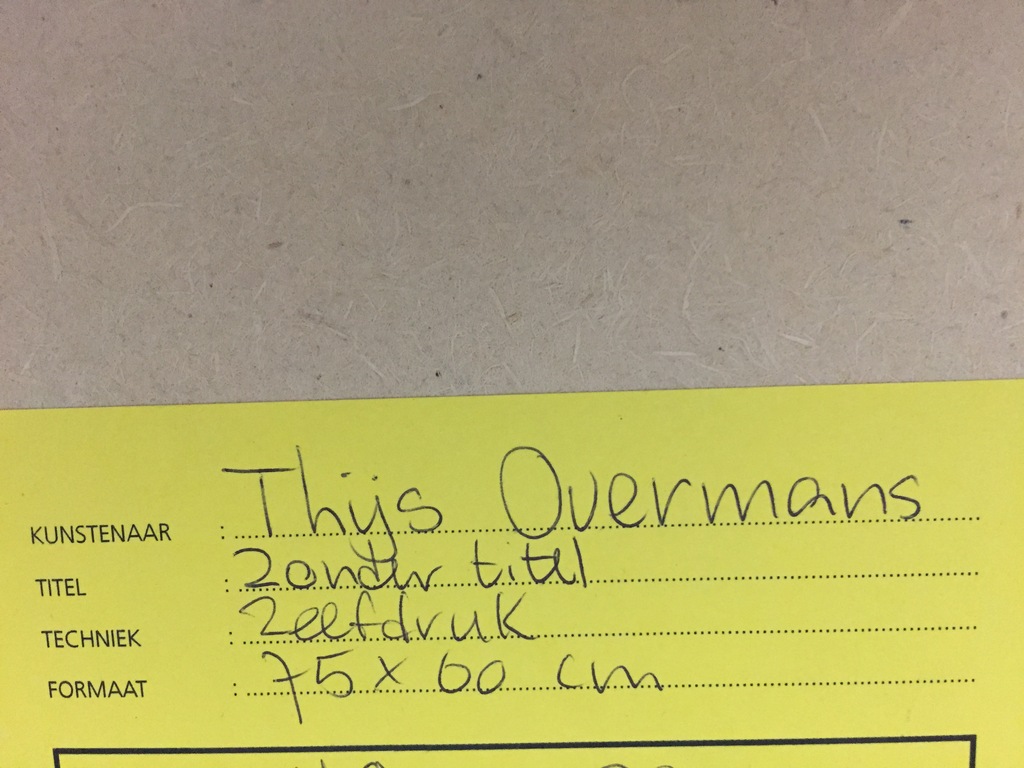 KUNSTENAAR : Thijs Overmans
TITEL : Zonder titel
TECHNIEK : Zeefdruk
FORMAAT : 75 x 60 cm